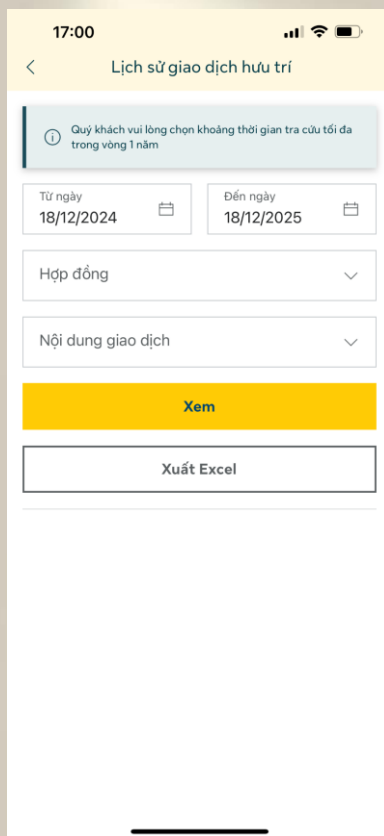 17:00
Lịch sử giao dịch hưu trí
Quý khách vui lòng chọn khoảng thời gian tra cứu tối đa
trong vòng 1 năm
Từ ngày
18/12/2024
Đến ngày
18/12/2025
Hợp đồng
Nội dung giao dịch
Xem
Xuất Excel